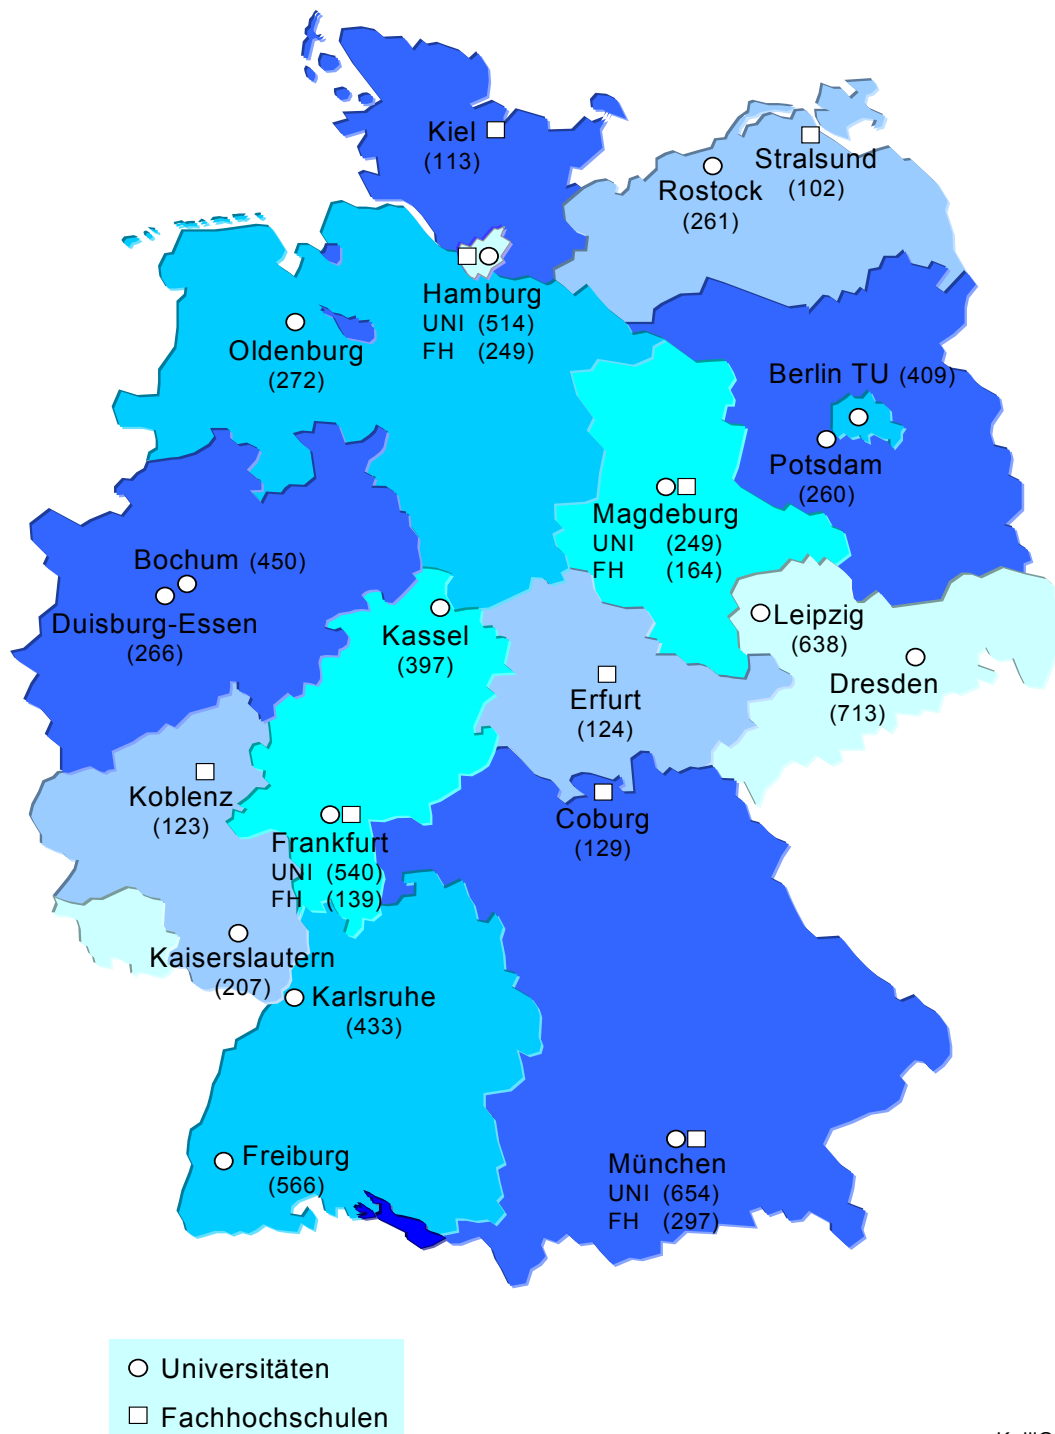 Kiel
(113)
Stralsund
(102)
Rostock
(261)
Hamburg
UNI (514)
FH (249)
Oldenburg
(272)
Berlin TU (409)
Potsdam
(260)
Magdeburg
UNI (249)
FH (164)
Bochum (450)
Duisburg-Essen
(266)
Kassel
(397)
Leipzig
(638)
Dresden
(713)
Erfurt
(124)
Koblenz
(123)
Coburg
(129)
Frankfurt
UNI (540)
FH (139)
Kaiserslautern
(207)
Karlsruhe
(433)
Freiburg
(566)
München
UNI (654)
FH (297)
Universitäten
Fachhochschulen